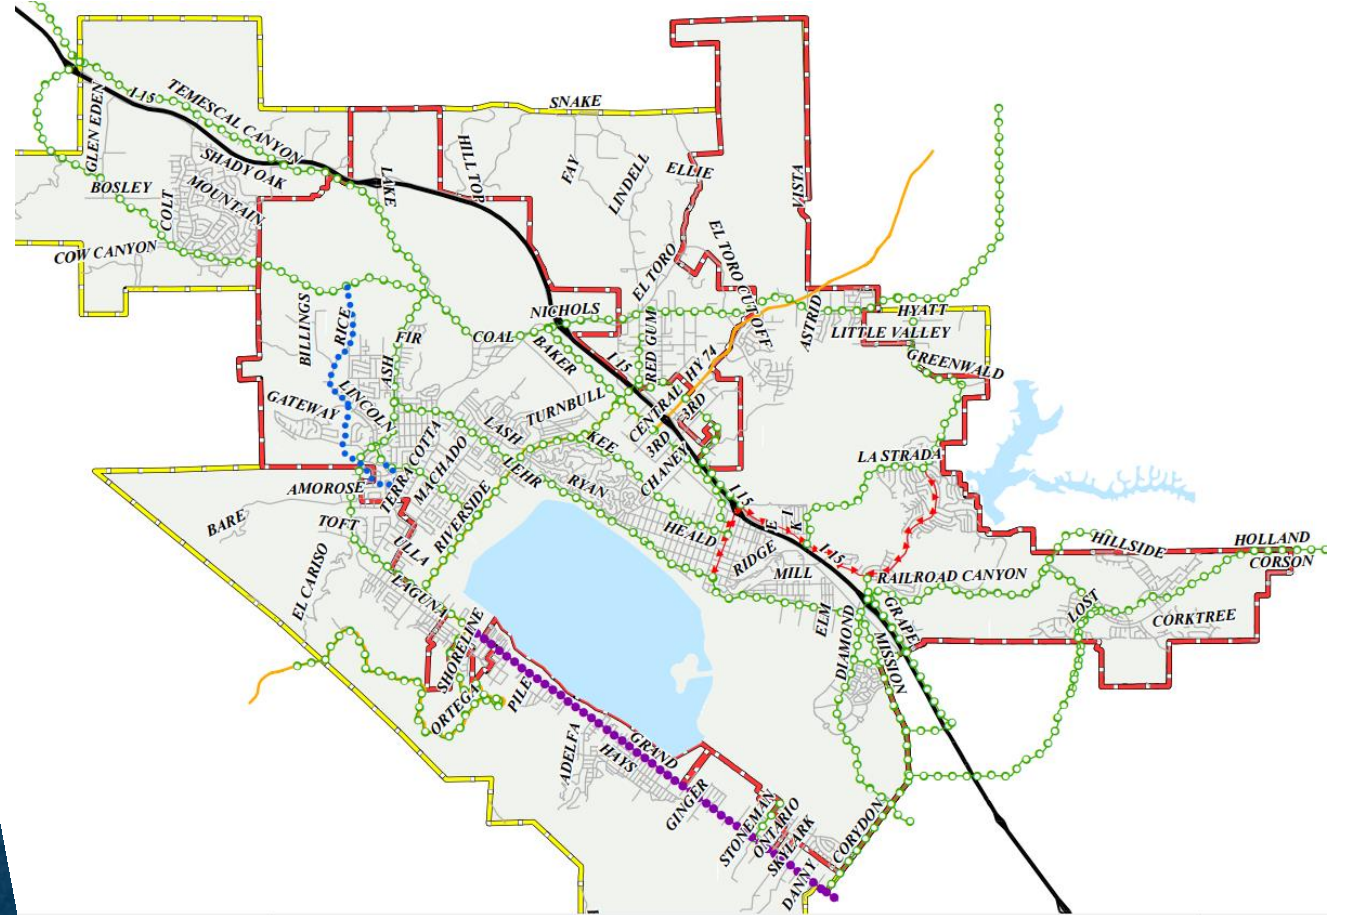 SNAKE
GLEN EDEN
I 15
TEMESCAL CANYON
SHADY OAK
BOSLEY
COLT
MOUNTAIN
COW CANYON
LAKE
HILL TOP
FAY
LINDELL
ELLIE
VISTA
EL TORO
EL TORO CUT OFF
BILLINGS
RICE
FIR
ASH
COAL
NICHOLS
BAKER
I 15
RED GUM
ASTRID
HYATT
LITTLE VALLEY
GREENWALD
HY 74
CENTRAL
3RD
3RD
GATEWAY
LINCOLN
TURNBULL
LASH
KEE
CHANEY
LA STRADA
TERRACOTTA
MACHADO
LEHR
RYAN
AMOROSE
RIVERSIDE
BARE
TOFT
ULLA
HEALD
I 15
RIDGE
MILL
I 15
RAILROAD CANYON
HILLSIDE
HOLLAND
CORSON
EL CARISO
LAGUNA
SHORELINE
ORTEGA
PILE
ELM
DIAMOND
GRAPE
MISSION
LOST
CORKTREE
ADELFA
HAYS
GRAND
GINGER
STONEMAN
ONTARIO
SKYLARK
DANNY
CORYDON